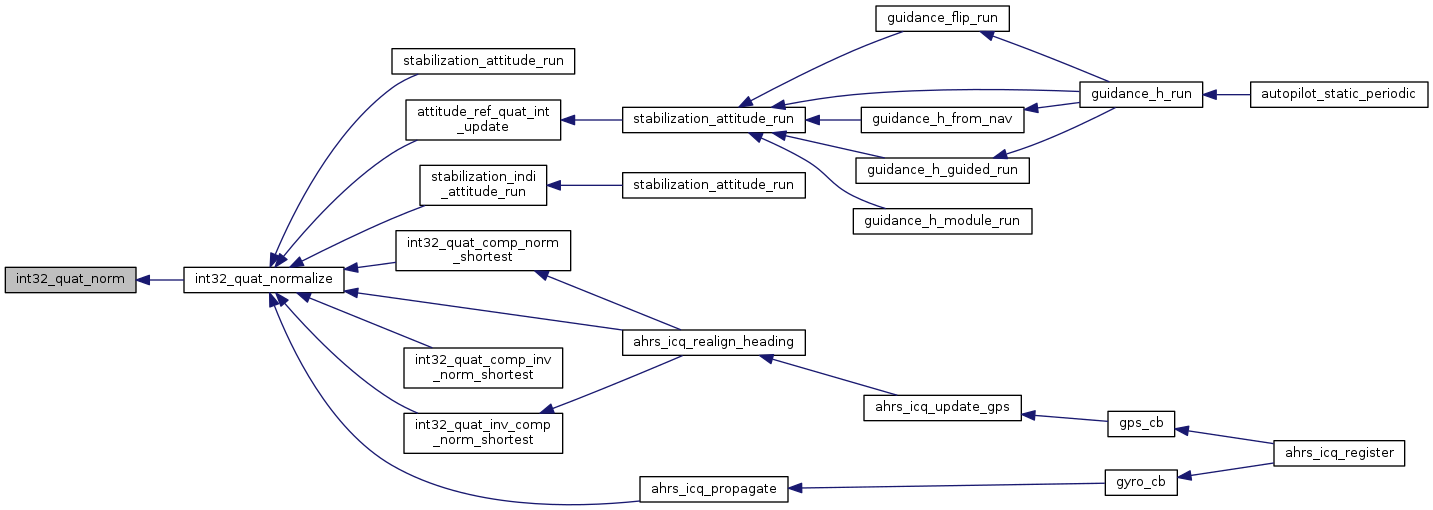 guidance_flip_run
stabilization_attitude_run
guidance_h_run
autopilot_static_periodic
attitude_ref_quat_int
_update
stabilization_attitude_run
guidance_h_from_nav
stabilization_indi
_attitude_run
stabilization_attitude_run
guidance_h_guided_run
guidance_h_module_run
int32_quat_comp_norm
_shortest
int32_quat_norm
int32_quat_normalize
ahrs_icq_realign_heading
int32_quat_comp_inv
_norm_shortest
int32_quat_inv_comp
_norm_shortest
ahrs_icq_update_gps
gps_cb
ahrs_icq_register
ahrs_icq_propagate
gyro_cb